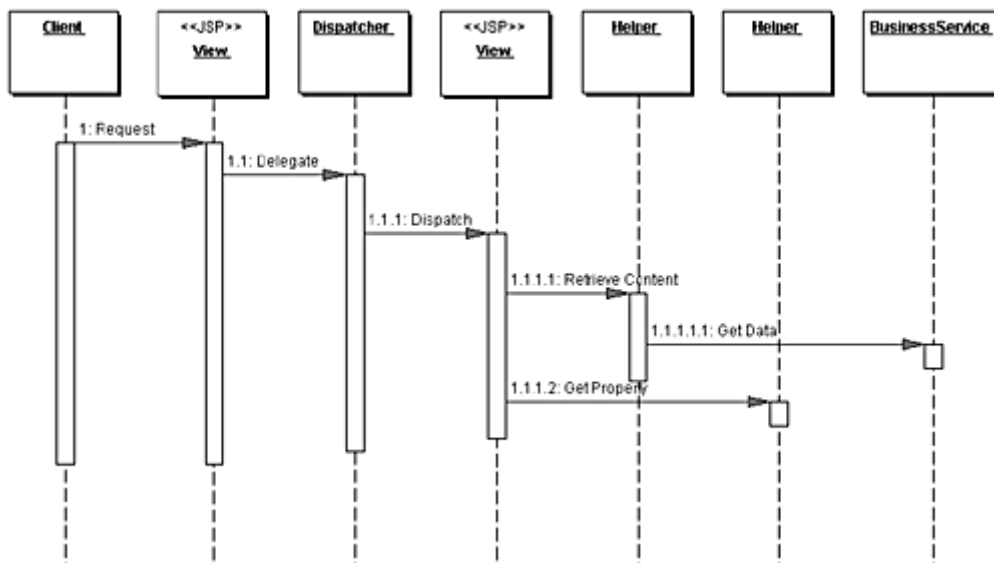 Client
<<JSP>>
View
Dispatcher
<<JSP>>
View
Helper
Helper
BusinessService
1: Request
1.1: Delegate
1.1.1: Dispatch
1.1.1.1: Retrieve Content
1.1.1.1.1: Get Data
1.1.1.2: Get Property